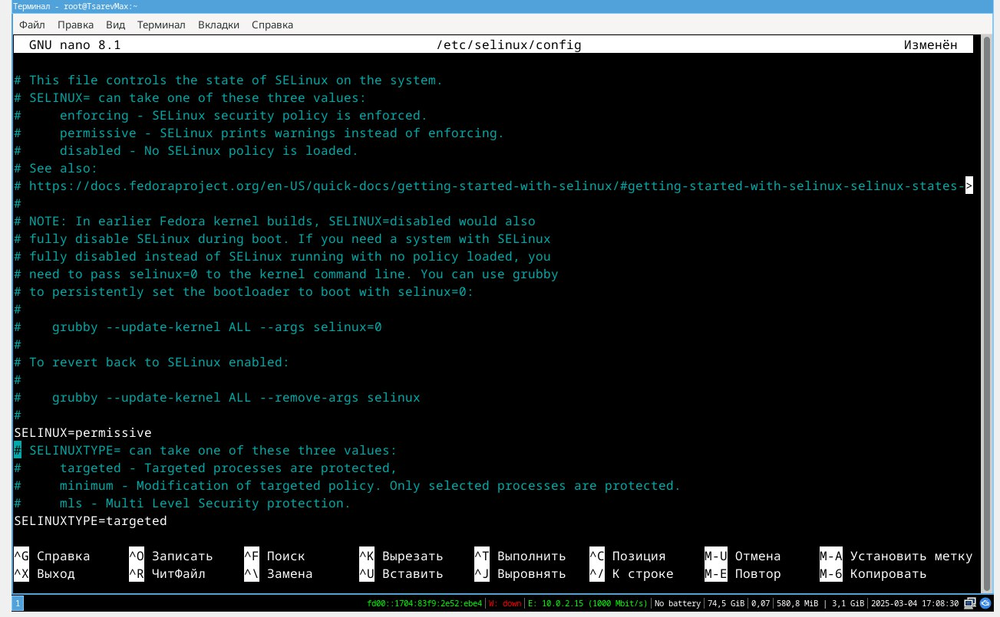 Терминал - root@TsarevMax:~
Файл Правка Вид Терминал Вкладки Справка
GNU nano 8.1 /etc/selinux/config Изменён
# This file controls the state of SELinux on the system.
# SELINUX= can take one of these three values:
# enforcing - SELinux security policy is enforced.
# permissive - SELinux prints warnings instead of enforcing.
# disabled - No SELinux policy is loaded.
# See also:
# https://docs.fedoraproject.org/en-US/quick-docs/getting-started-with-selinux/#getting-started-with-selinux-selinux-states->
#
# NOTE: In earlier Fedora kernel builds, SELINUX=disabled would also
# fully disable SELinux during boot. If you need a system with SELinux
# fully disabled instead of SELinux running with no policy loaded, you
# need to pass selinux=0 to the kernel command line. You can use grubby
# to persistently set the bootloader to boot with selinux=0:
#
# grubby --update-kernel ALL --args selinux=0
#
# To revert back to SELinux enabled:
#
# grubby --update-kernel ALL --remove-args selinux
#
SELINUX=permissive
# SELINUXTYPE= can take one of these three values:
# targeted - Targeted processes are protected,
# minimum - Modification of targeted policy. Only selected processes are protected.
# mls - Multi Level Security protection.
SELINUXTYPE=targeted
^G Справка ^O Записать ^F Поиск ^K Вырезать ^T Выполнить ^C Позиция M-U Отмена M-A Установить метку
^X Выход ^R ЧитФайл ^\ Замена ^U Вставить ^J Выровнять ^/ К строке M-E Повтор M-6 Копировать
1 fd00::1704:83f9:2e52:ebe4 | W: down | E: 10.0.2.15 (1000 Mbit/s) | No battery | 74,5 GiB | 0,07 | 580,8 MiB | 3,1 GiB | 2025-03-04 17:08:30